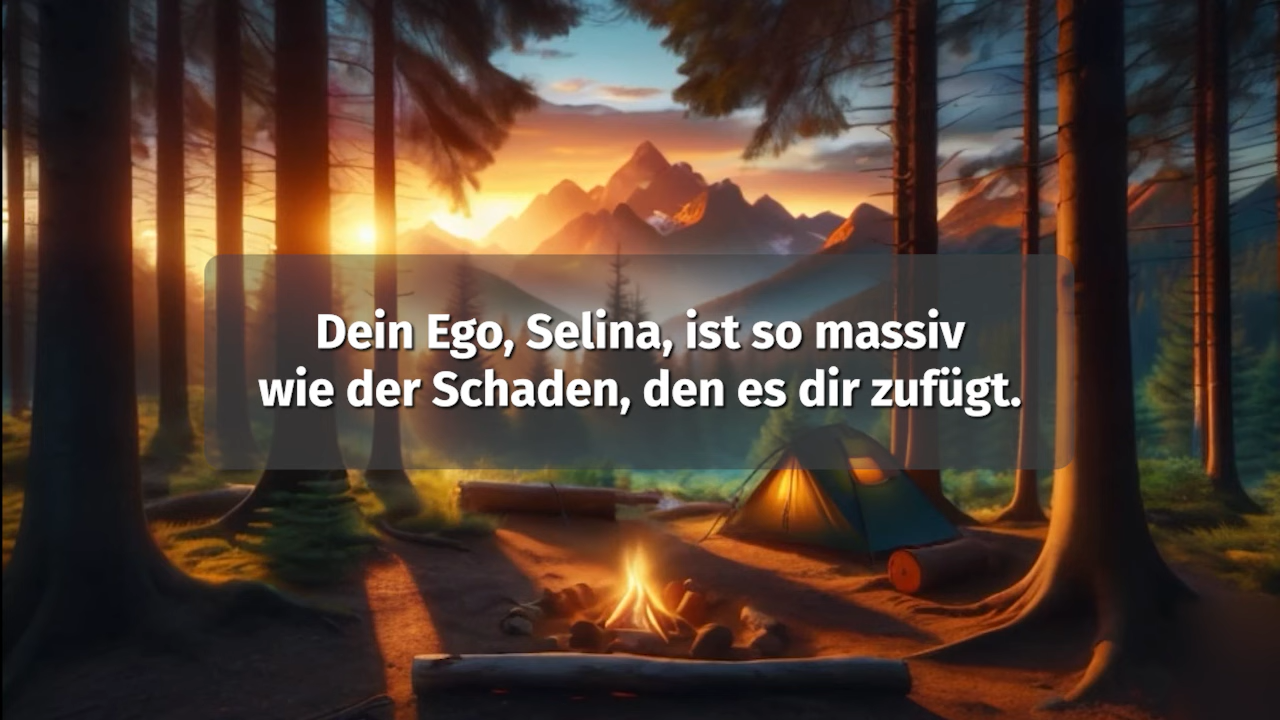 Dein Ego, Selina, ist so massiv
wie der Schaden, den es dir zufügt.